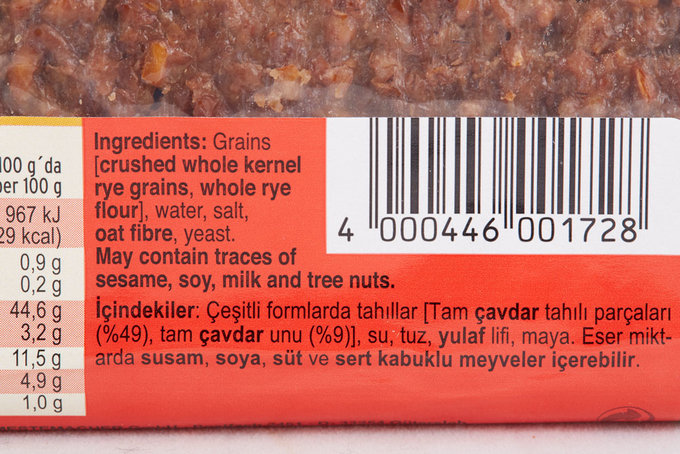 100 g´da
per 100 g
967 kJ
29 kcal)
0,9 g
0,2 g
44,6 g
3,2 g
11,5 g
4,9 g
1,0 g
Ingredients: Grains
[crushed whole kernel
rye grains, whole rye
flour], water, salt,
oat fibre, yeast.
May contain traces of
sesame, soy, milk and tree nuts.
İçindekiler: Çeşitli formlarda tahıllar [Tam çavdar tahılı parçaları
(%49), tam çavdar unu (%9)], su, tuz, yulaf lifi, maya. Eser mikt-
arda susam, soya, süt ve sert kabuklu meyveler içerebilir.
4 000446 001728